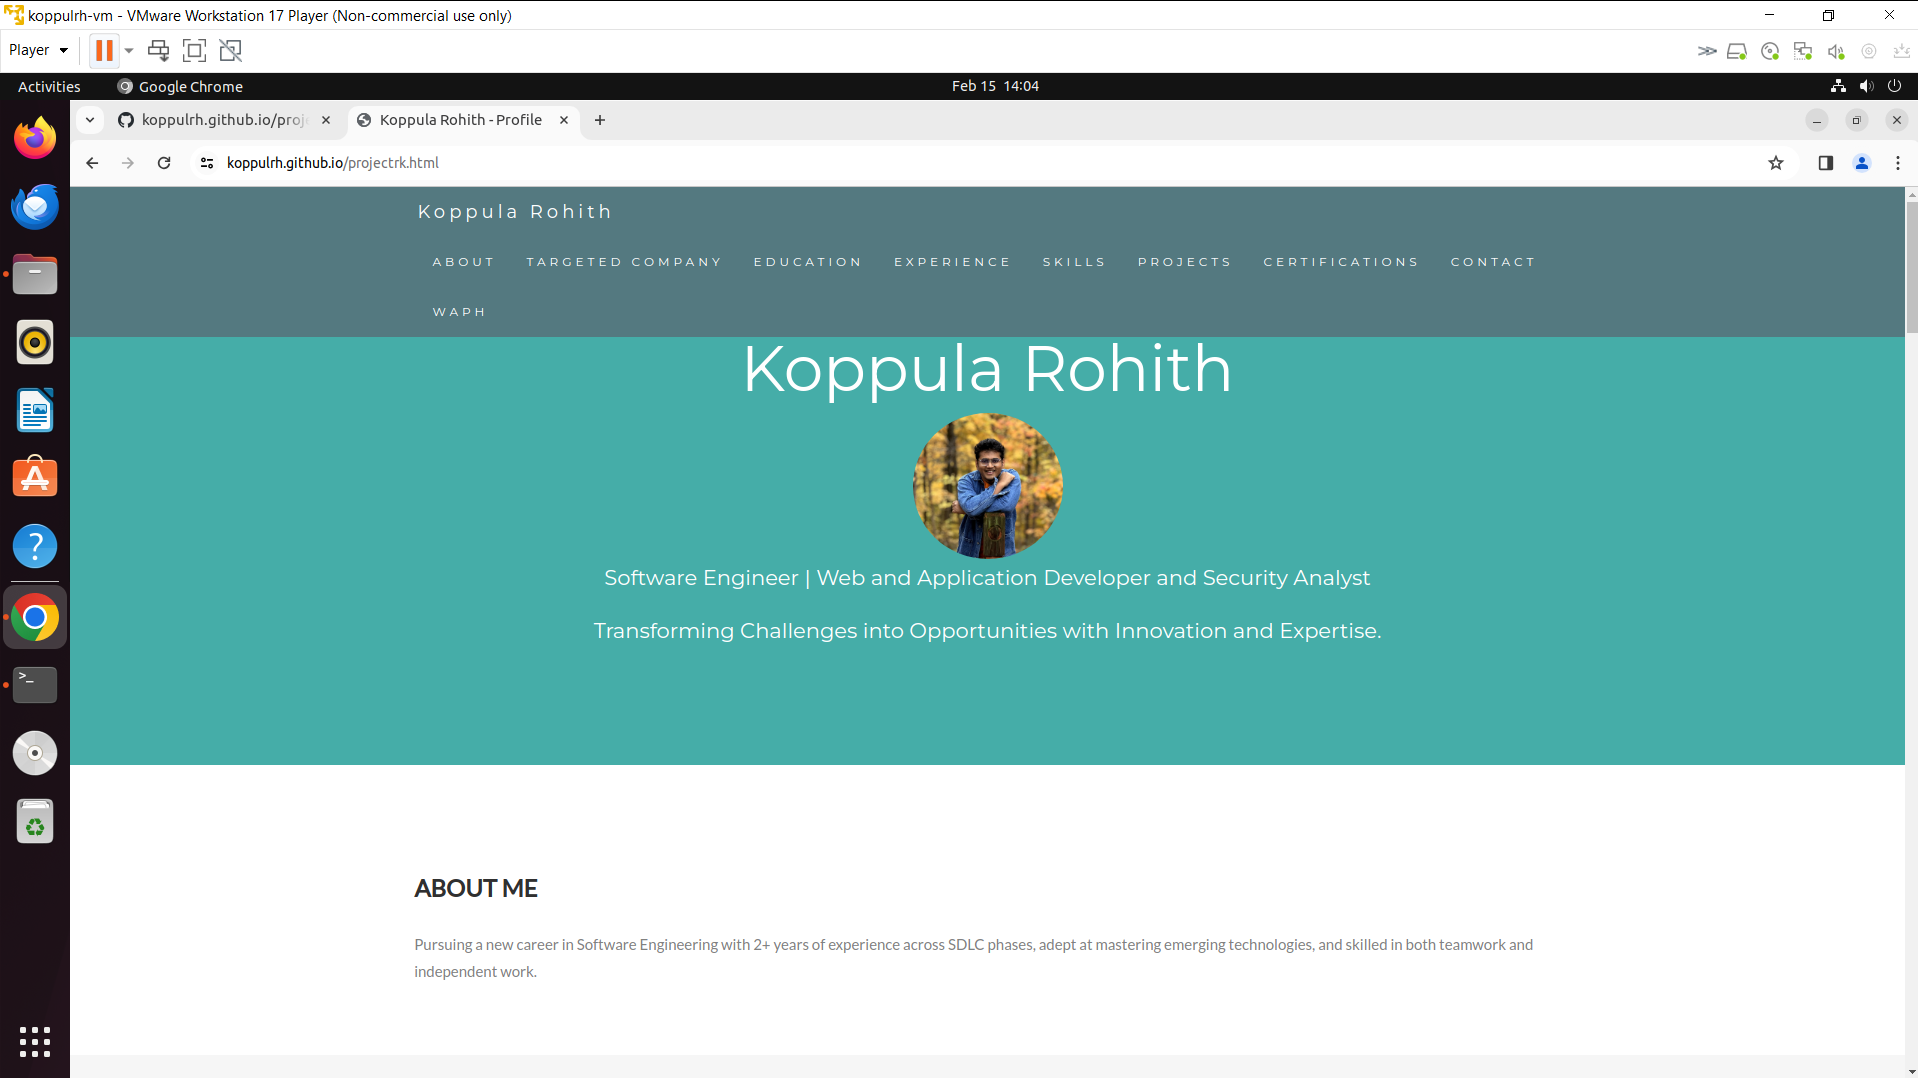 koppulrh-vm - VMware Workstation 17 Player (Non-commercial use only)
Player
Activities
Google Chrome
Feb 15 14:04
koppulrh.github.io/proj
Koppula Rohith - Profile
koppulrh.github.io/projectrk.html
Koppula Rohith
ABOUT
TARGETED COMPANY
EDUCATION
EXPERIENCE
SKILLS
PROJECTS
CERTIFICATIONS
CONTACT
WAPH
Koppula Rohith
Software Engineer | Web and Application Developer and Security Analyst
Transforming Challenges into Opportunities with Innovation and Expertise.
ABOUT ME
Pursuing a new career in Software Engineering with 2+ years of experience across SDLC phases, adept at mastering emerging technologies, and skilled in both teamwork and
independent work.